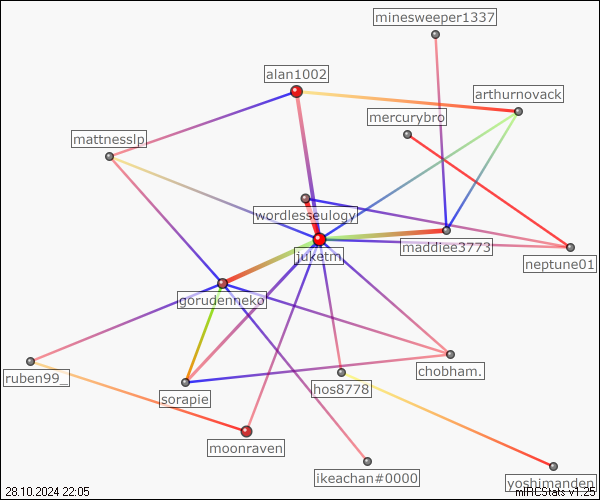 minesweeper1337
alan1002
arthurnovack
mercurybro
mattnesslp
wordlesseulogy
maddiee3773
juketm
neptune01
gorudenneko
ruben99_
chobham.
hos8778
sorapie
moonraven
ikeachan#0000
yoshimanden
28.10.2024 22:05
mIRCStats v1.25